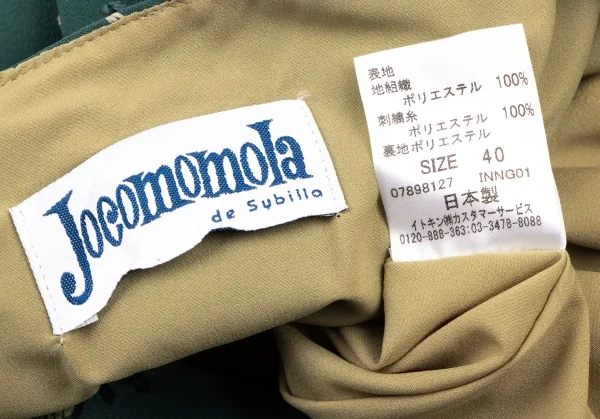 Jocomomola
de Sybilla
表地
地組織
ポリエステル 100%
刺繍糸
ポリエステル 100%
裏地ポリエステル
SIZE 40
07898127 INNG01
日本製
イトキン㈱カスタマーサービス
0120-888-363:03-3478-8088